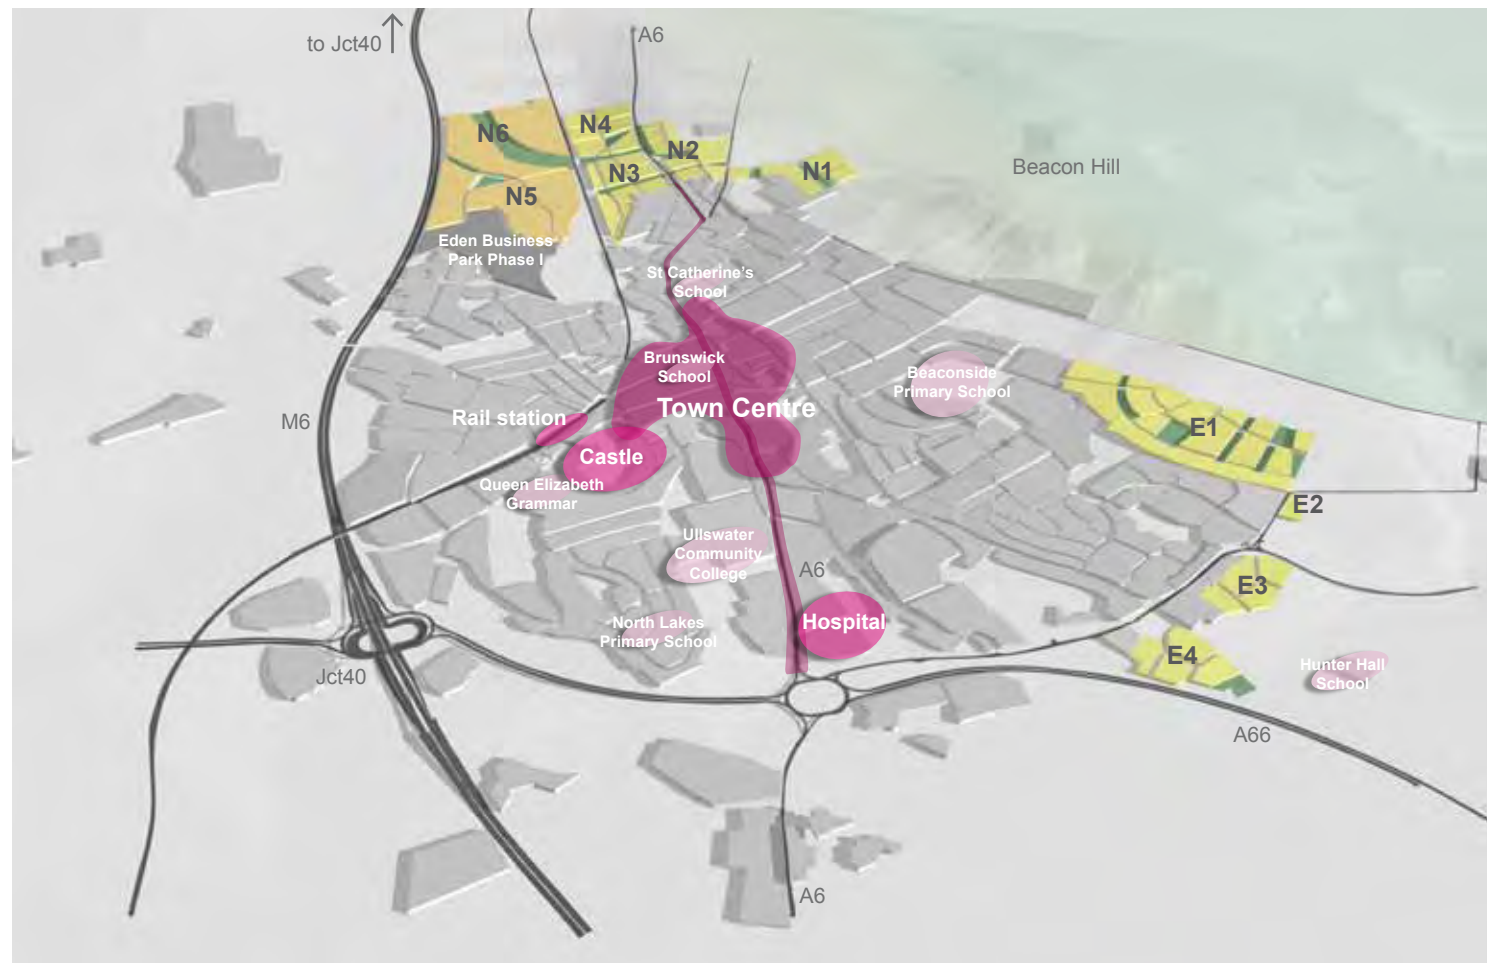 to Jct40
A6
N6
N4
N2
N3
N1
Beacon Hill
N5
Eden Business
Park Phase I
St Catherine's
School
Brunswick
School
Beaconside
Primary School
Town Centre
Rail station
M6
E1
Castle
Queen Elizabeth
Grammar
E2
Ullswater
Community
College
A6
E3
North Lakes
Primary School
Hospital
E4
Hunter Hall
School
Jct40
A66
A6